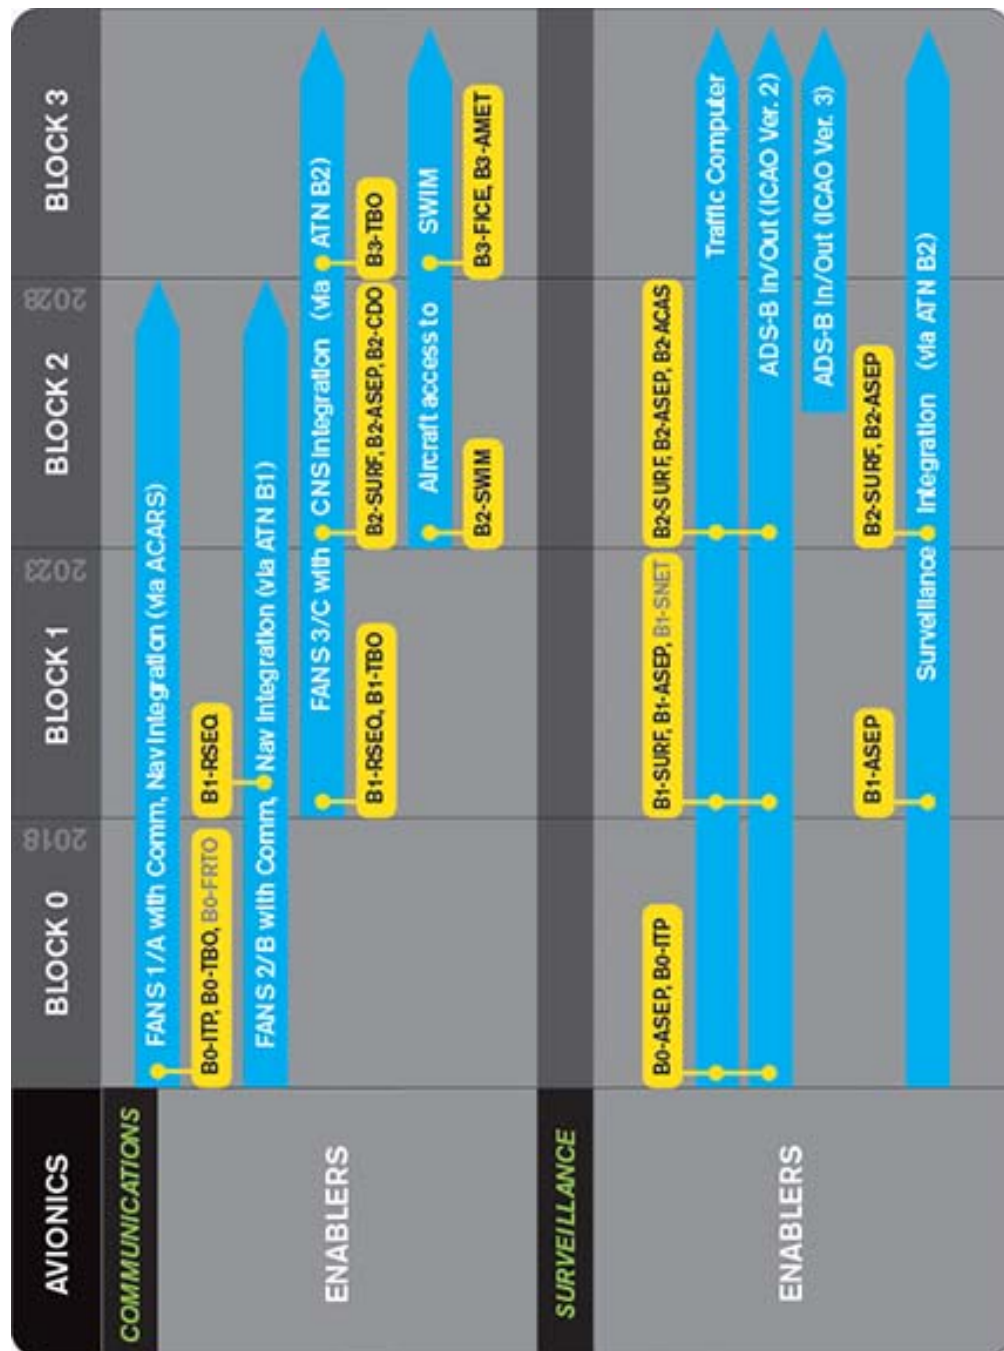 AVIONICS
BLOCK 0
BLOCK 1
BLOCK 2
BLOCK 3
2018
2023
2028
COMMUNICATIONS
ENABLERS
FANS 1/A with Comm, Nav Integration (via ACARS)
B0-ITP, B0-TBO, B0-FRTO
B1-RSEQ
FANS 2/B with Comm, Nav Integration (via ATN B1)
FANS 3/C with CNS Integration (via ATN B2)
B1-RSEQ, B1-TBO
B2-SURF, B2-ASEP, B2-CDO
B3-TBO
Aircraft access to SWIM
B2-SWIM
B3-FICE, B3-AMET
SURVEILLANCE
ENABLERS
B0-ASEP, B0-ITP
B1-SURF, B1-ASEP, B1-SNET
B2-SURF, B2-ASEP, B2-ACAS
Traffic Computer
ADS-B In/Out (ICAO Ver. 2)
ADS-B In/Out (ICAO Ver. 3)
B1-ASEP
B2-SURF, B2-ASEP
Surveillance Integration (via ATN B2)